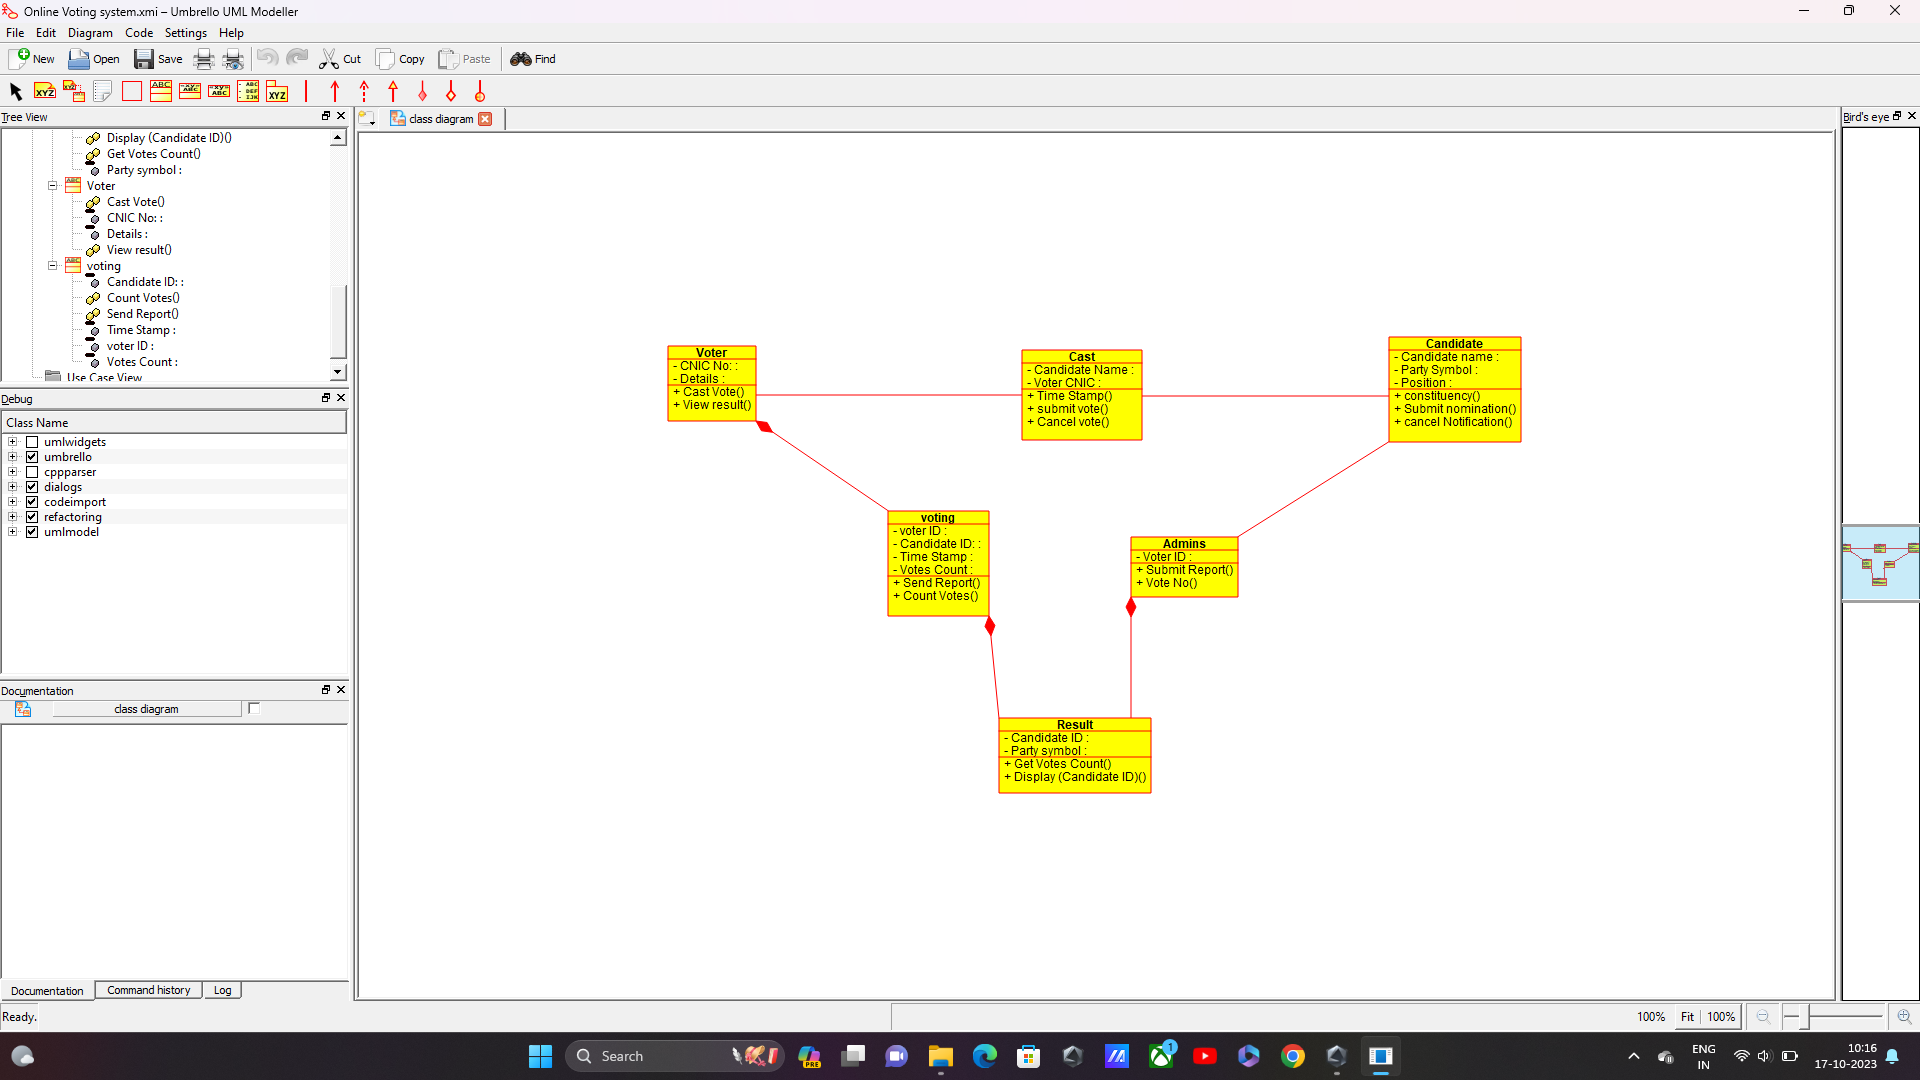 Online Voting system.xmi – Umbrello UML Modeller
File Edit Diagram Code Settings Help
New Open Save Cut Copy Paste Find
Tree View
class diagram
Bird's eye
Display (Candidate ID)()
Get Votes Count()
Party symbol :
Voter
Cast Vote()
CNIC No: :
Details :
View result()
voting
Candidate ID: :
Count Votes()
Send Report()
Time Stamp :
voter ID :
Votes Count :
Use Case View
Debug
Class Name
umlwidgets
umbrello
cppparser
dialogs
codeimport
refactoring
umlmodel
Documentation
class diagram
Documentation Command history Log
Voter
- CNIC No: :
- Details :
+ Cast Vote()
+ View result()
Cast
- Candidate Name :
- Voter CNIC :
+ Time Stamp()
+ submit vote()
+ Cancel vote()
Candidate
- Candidate name :
- Party Symbol :
- Position :
+ constituency()
+ Submit nomination()
+ cancel Notification()
voting
- voter ID :
- Candidate ID: :
- Time Stamp :
- Votes Count :
+ Send Report()
+ Count Votes()
Admins
- Voter ID :
+ Submit Report()
+ Vote No()
Result
- Candidate ID :
- Party symbol :
+ Get Votes Count()
+ Display (Candidate ID)()
Ready.
100% Fit 100%
Search
PRE
1
ENG
IN
10:16
17-10-2023